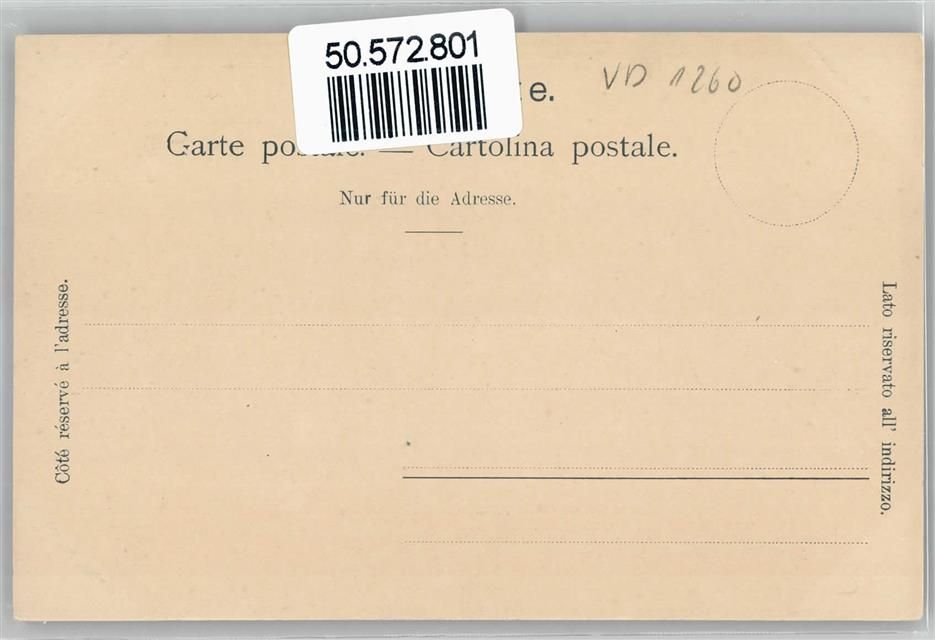 50.572.801
e.
VD 1260
Carte postale. — Cartolina postale.
Nur für die Adresse.
Côté réservé à l'adresse.
Lato riservato all' indirizzo.